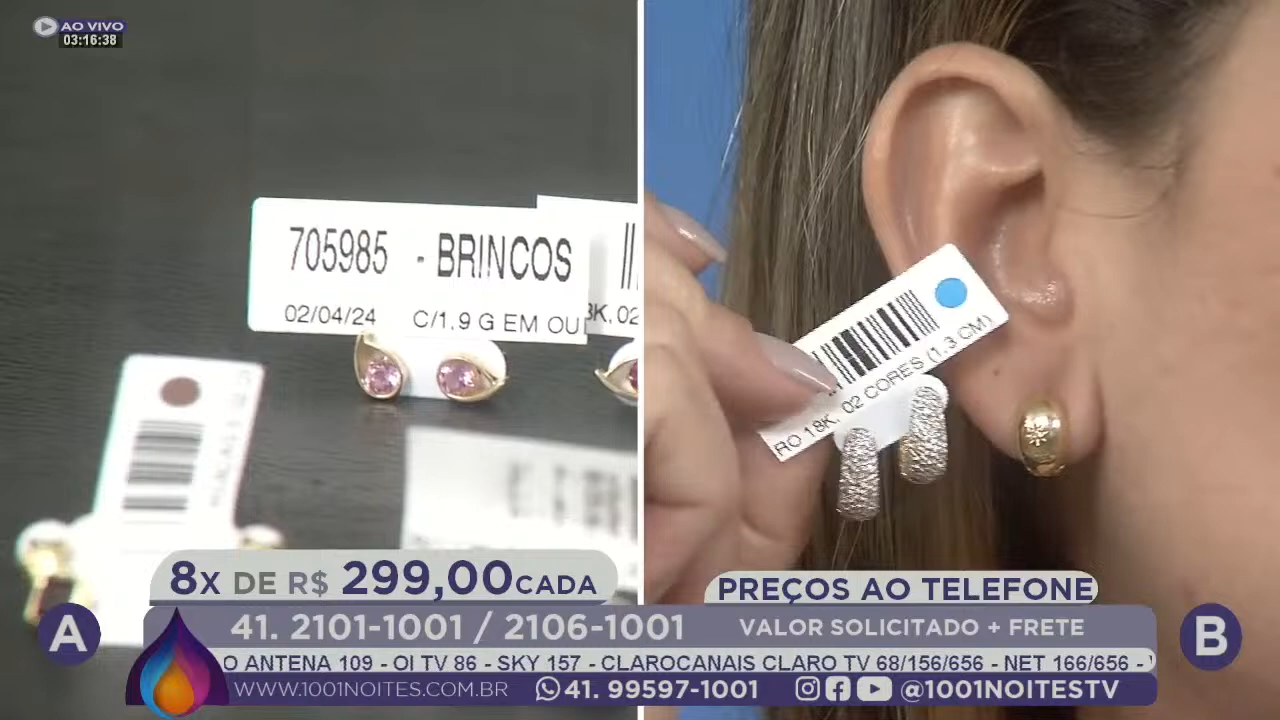 AO VIVO
03:16:38
705985 - BRINCOS
02/04/24 C/1.9 G EM OU
3K. 02
RO 18K. 02 CORES (1.3 CM)
8X DE R$ 299,00 CADA
PREÇOS AO TELEFONE
A
41. 2101-1001 / 2106-1001
VALOR SOLICITADO + FRETE
B
O ANTENA 109 - OI TV 86 - SKY 157 - CLAROCANAIS CLARO TV 68/156/656 - NET 166/656 -
WWW.1001NOITES.COM.BR
41. 99597-1001
@1001NOITESTV